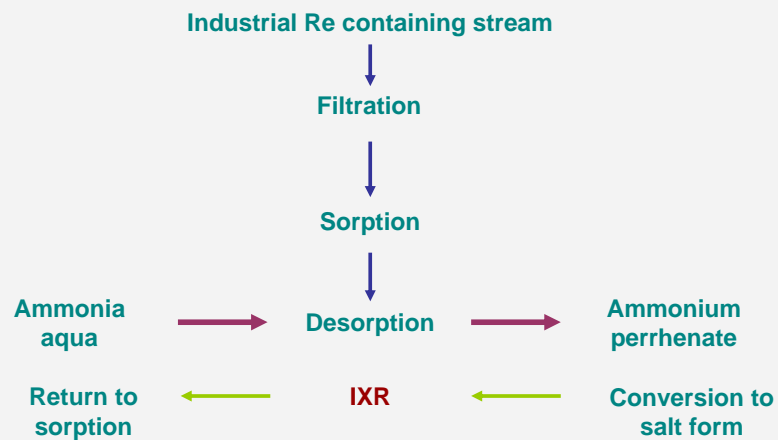 Industrial Re containing stream
Filtration
Sorption
Ammonia
aqua
Desorption
Ammonium
perrhenate
Return to
sorption
IXR
Conversion to
salt form